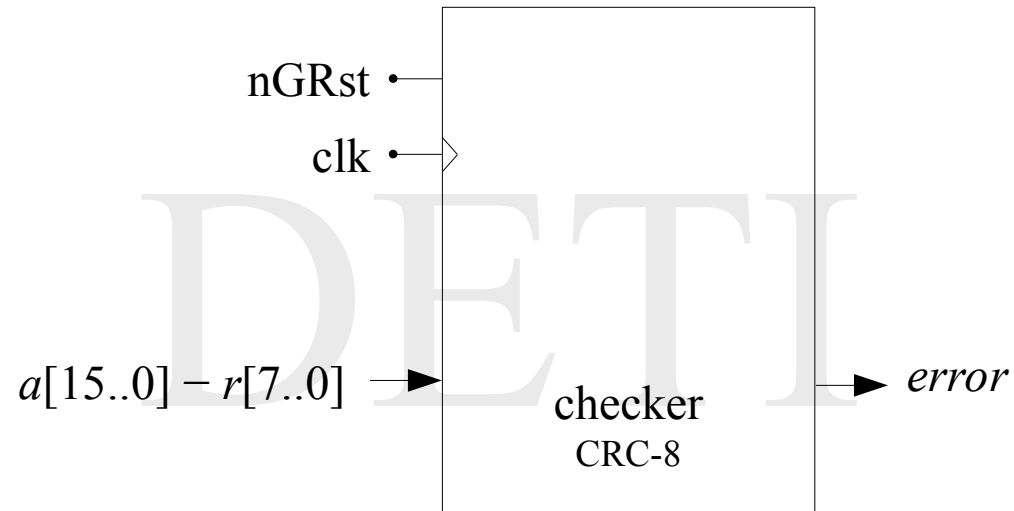 nGRst
clk
DETI
a[15..0] – r[7..0]
error
checker
CRC-8